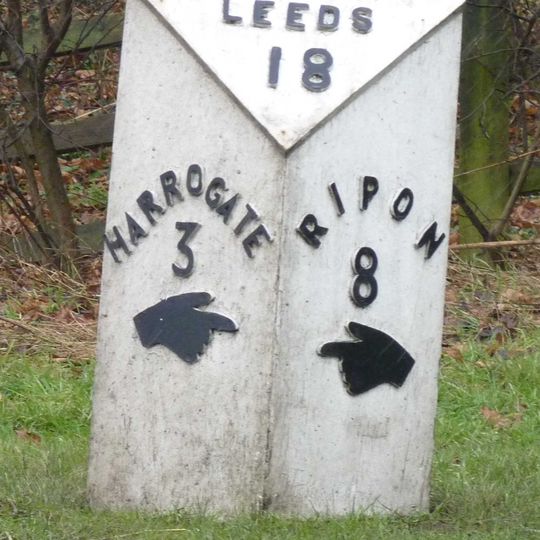 LEEDS
18
HARROGATE
3
RIPON
8